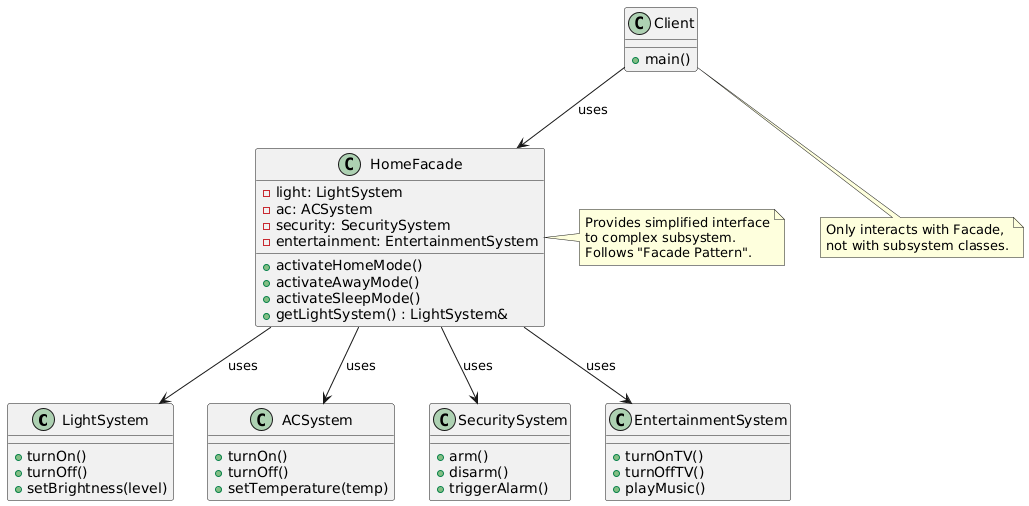 C Client
main()
uses
C HomeFacade
light: LightSystem
ac: ACSystem
security: SecuritySystem
entertainment: EntertainmentSystem
activateHomeMode()
activateAwayMode()
activateSleepMode()
getLightSystem() : LightSystem&
Provides simplified interface
to complex subsystem.
Follows "Facade Pattern".
Only interacts with Facade,
not with subsystem classes.
uses
uses
uses
uses
C LightSystem
turnOn()
turnOff()
setBrightness(level)
C ACSystem
turnOn()
turnOff()
setTemperature(temp)
C SecuritySystem
arm()
disarm()
triggerAlarm()
C EntertainmentSystem
turnOnTV()
turnOffTV()
playMusic()